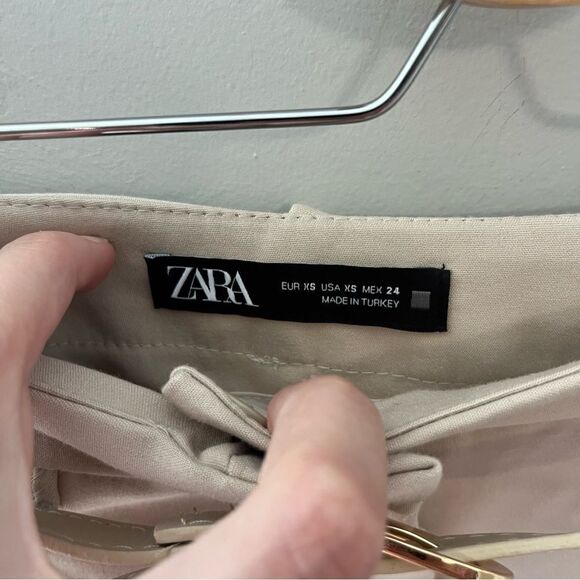 ZARA
EUR XS USA XS MEX 24
MADE IN TURKEY